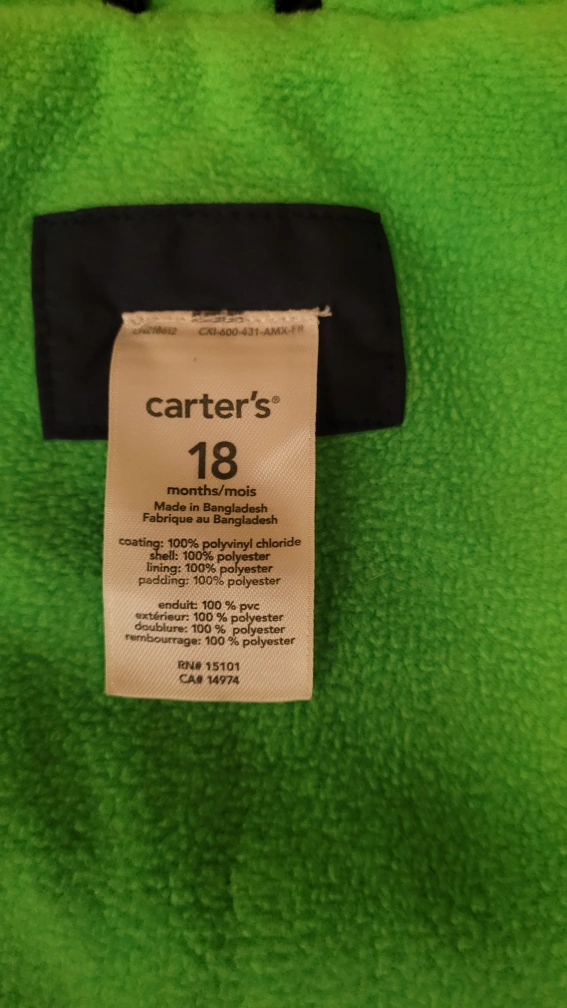 CXI-600-431-AMX-FR
carter's®
18
months/mois
Made in Bangladesh
Fabrique au Bangladesh
coating: 100% polyvinyl chloride
shell: 100% polyester
lining: 100% polyester
padding: 100% polyester
enduit: 100 % pvc
extérieur: 100 % polyester
doublure: 100 % polyester
rembourrage: 100 % polyester
RN# 15101
CA# 14974